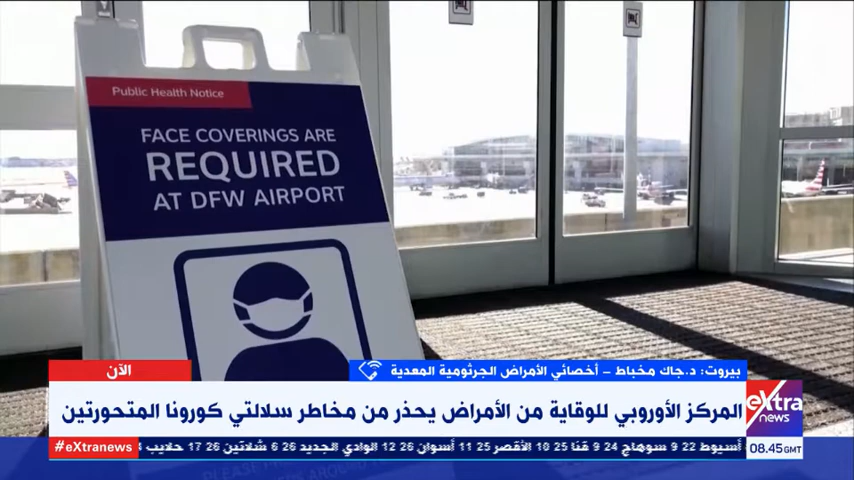 Public Health Notice
FACE COVERINGS ARE
REQUIRED
AT DFW AIRPORT
الآن
بيروت: د.جاك مخباط - أخصائي الأمراض الجرثومية المعدية
المركز الأوروبي للوقاية من الأمراض يحذر من مخاطر سلالتي كورونا المتحورتين
eXtra
news
08.45 GMT
#eXtranews
أسيوط 22 9 سوهاج 24 9 قنا 25 10 الأقصر 25 11 أسوان 26 12 الوادي الجديد 26 6 شلاتين 26 17 حلايب